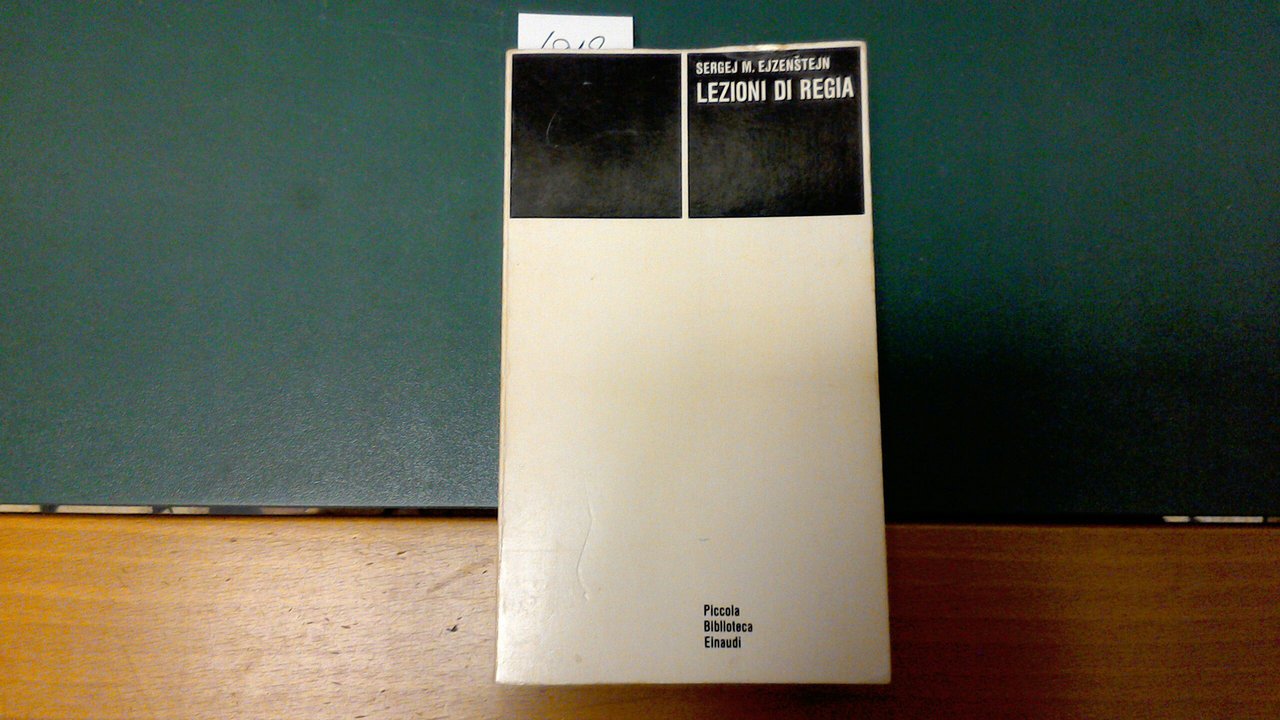 SERGEJ M. EJZENŠTEJN
LEZIONI DI REGIA
Piccola
Biblioteca
Einaudi